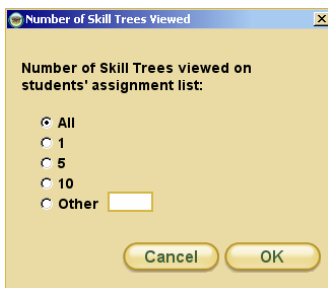 Number of Skill Trees Viewed
Number of Skill Trees viewed on
students' assignment list:
All
1
5
10
Other
Cancel
OK